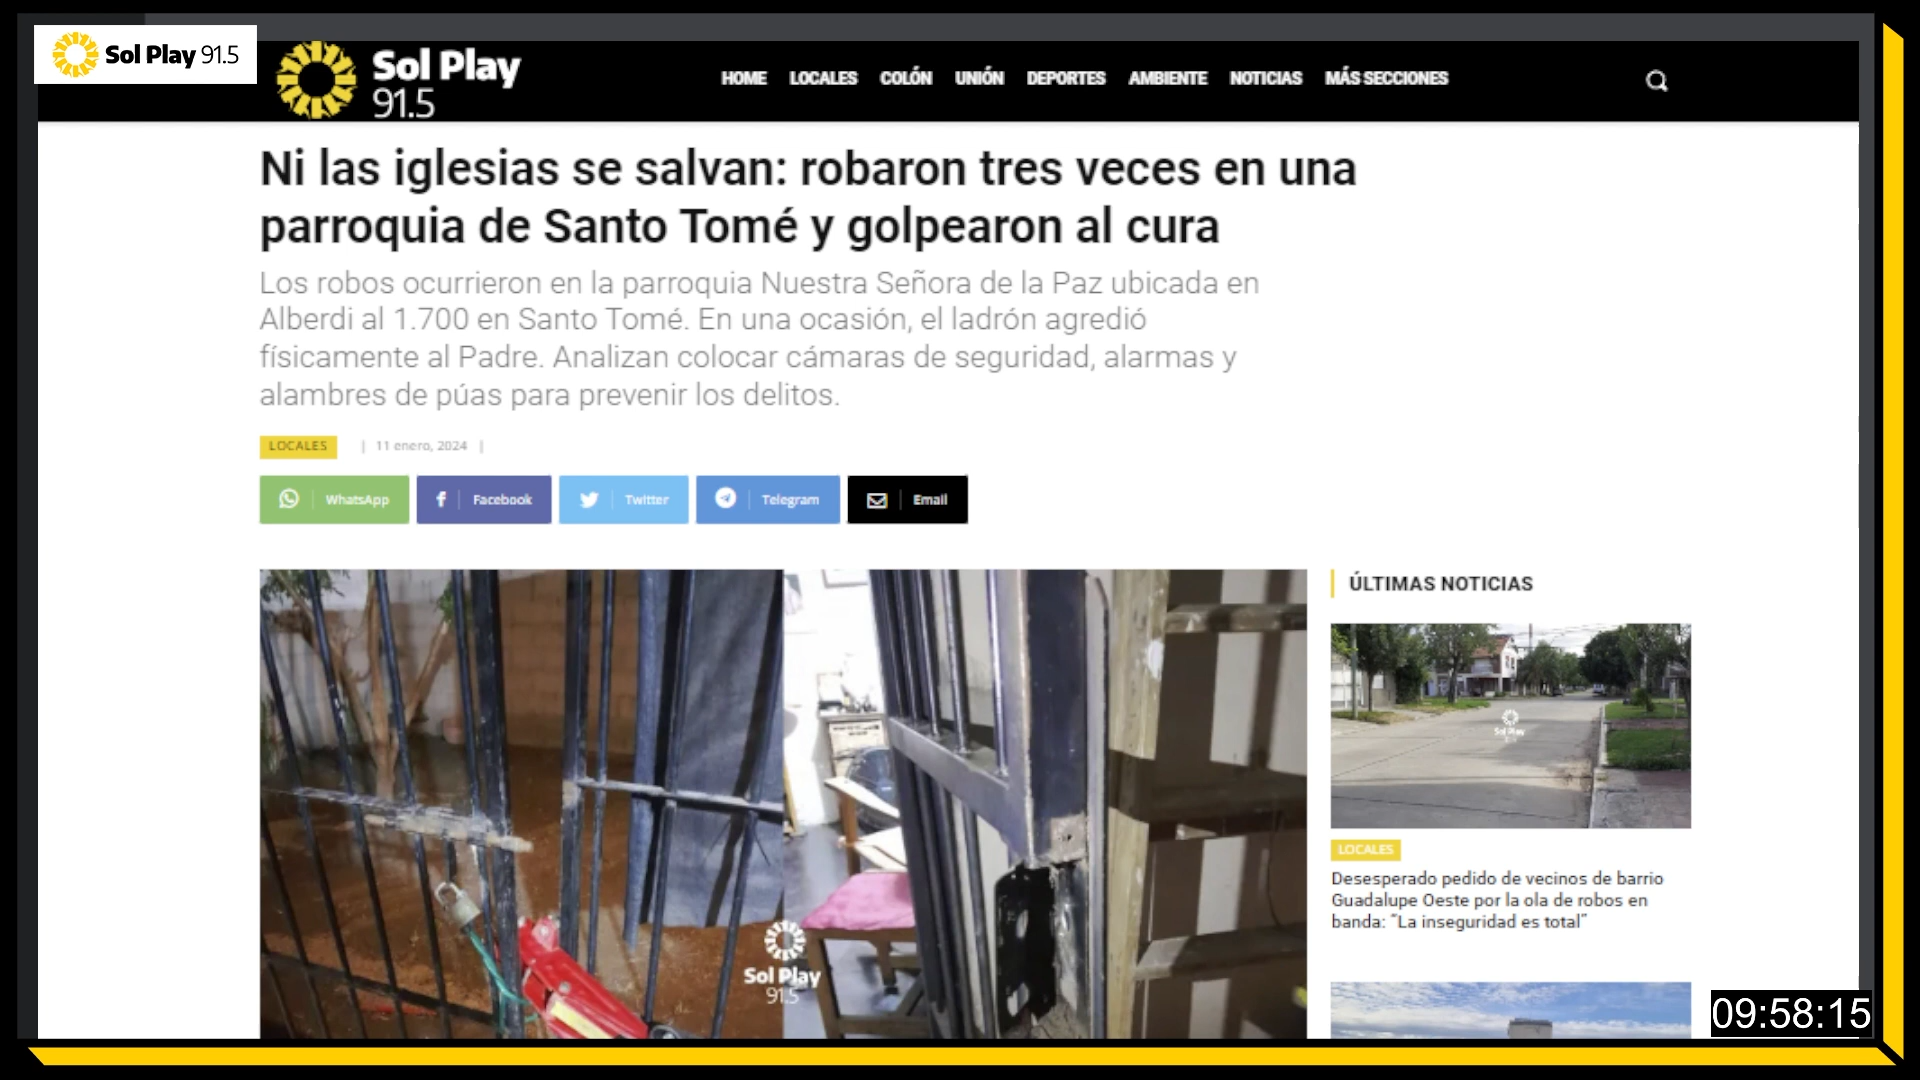 Sol Play 91.5
Sol Play
91.5
HOME LOCALES COLÓN UNIÓN DEPORTES AMBIENTE NOTICIAS MÁS SECCIONES
Ni las iglesias se salvan: robaron tres veces en una
parroquia de Santo Tomé y golpearon al cura
Los robos ocurrieron en la parroquia Nuestra Señora de la Paz ubicada en
Alberdi al 1.700 en Santo Tomé. En una ocasión, el ladrón agredió
físicamente al Padre. Analizan colocar cámaras de seguridad, alarmas y
alambres de púas para prevenir los delitos.
LOCALES | 11 enero, 2024 |
WhatsApp Facebook Twitter Telegram Email
Sol Play
91.5
ÚLTIMAS NOTICIAS
Sol Play
LOCALES
Desesperado pedido de vecinos de barrio
Guadalupe Oeste por la ola de robos en
banda: “La inseguridad es total”
09:58:15